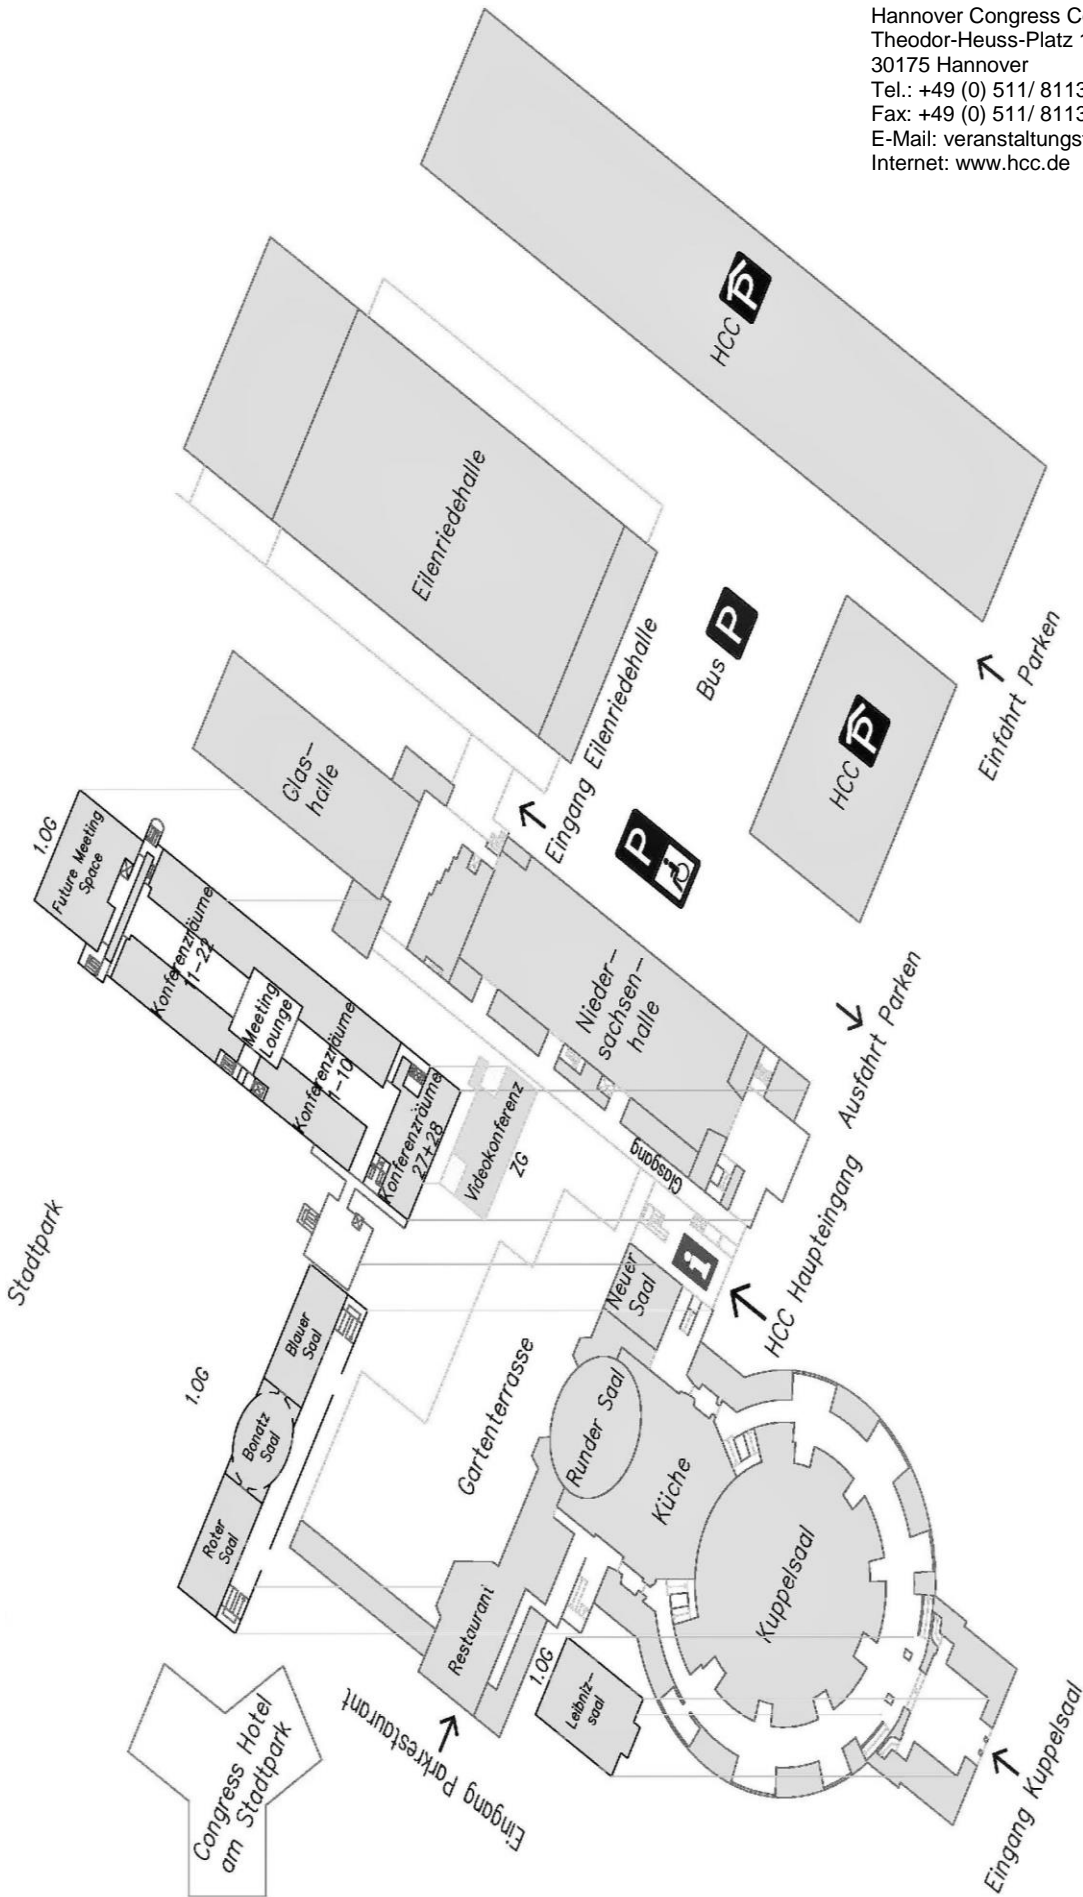 Hannover Congress C
Theodor-Heuss-Platz 1
30175 Hannover
Tel.: +49 (0) 511/ 8113
Fax: +49 (0) 511/ 8113
E-Mail: veranstaltungs
Internet: www.hcc.de
HCC
P
Eilenriedehalle
Bus
P
Eingang Eilenriedehalle
HCC
P
Einfahrt Parken
Glas-
halle
P
1.OG
Future Meeting
Space
Konferenzräume
11-22
Meeting
Lounge
Konferenzräume
1-10
Konferenzräume
27+28
Videokonferenz
ZG
Nieder-
sachsen-
halle
Glasgang
Ausfahrt Parken
Stadtpark
1.OG
Blauer
Saal
Bonatz
Saal
Roter
Saal
Gartenterrasse
Neuer
Saal
i
HCC Haupteingang
Runder Saal
Küche
Restaurant
Kuppelsaal
1.OG
Leibniz-
saal
Congress Hotel
am Stadtpark
Eingang Parkrestaurant
Eingang Kuppelsaal